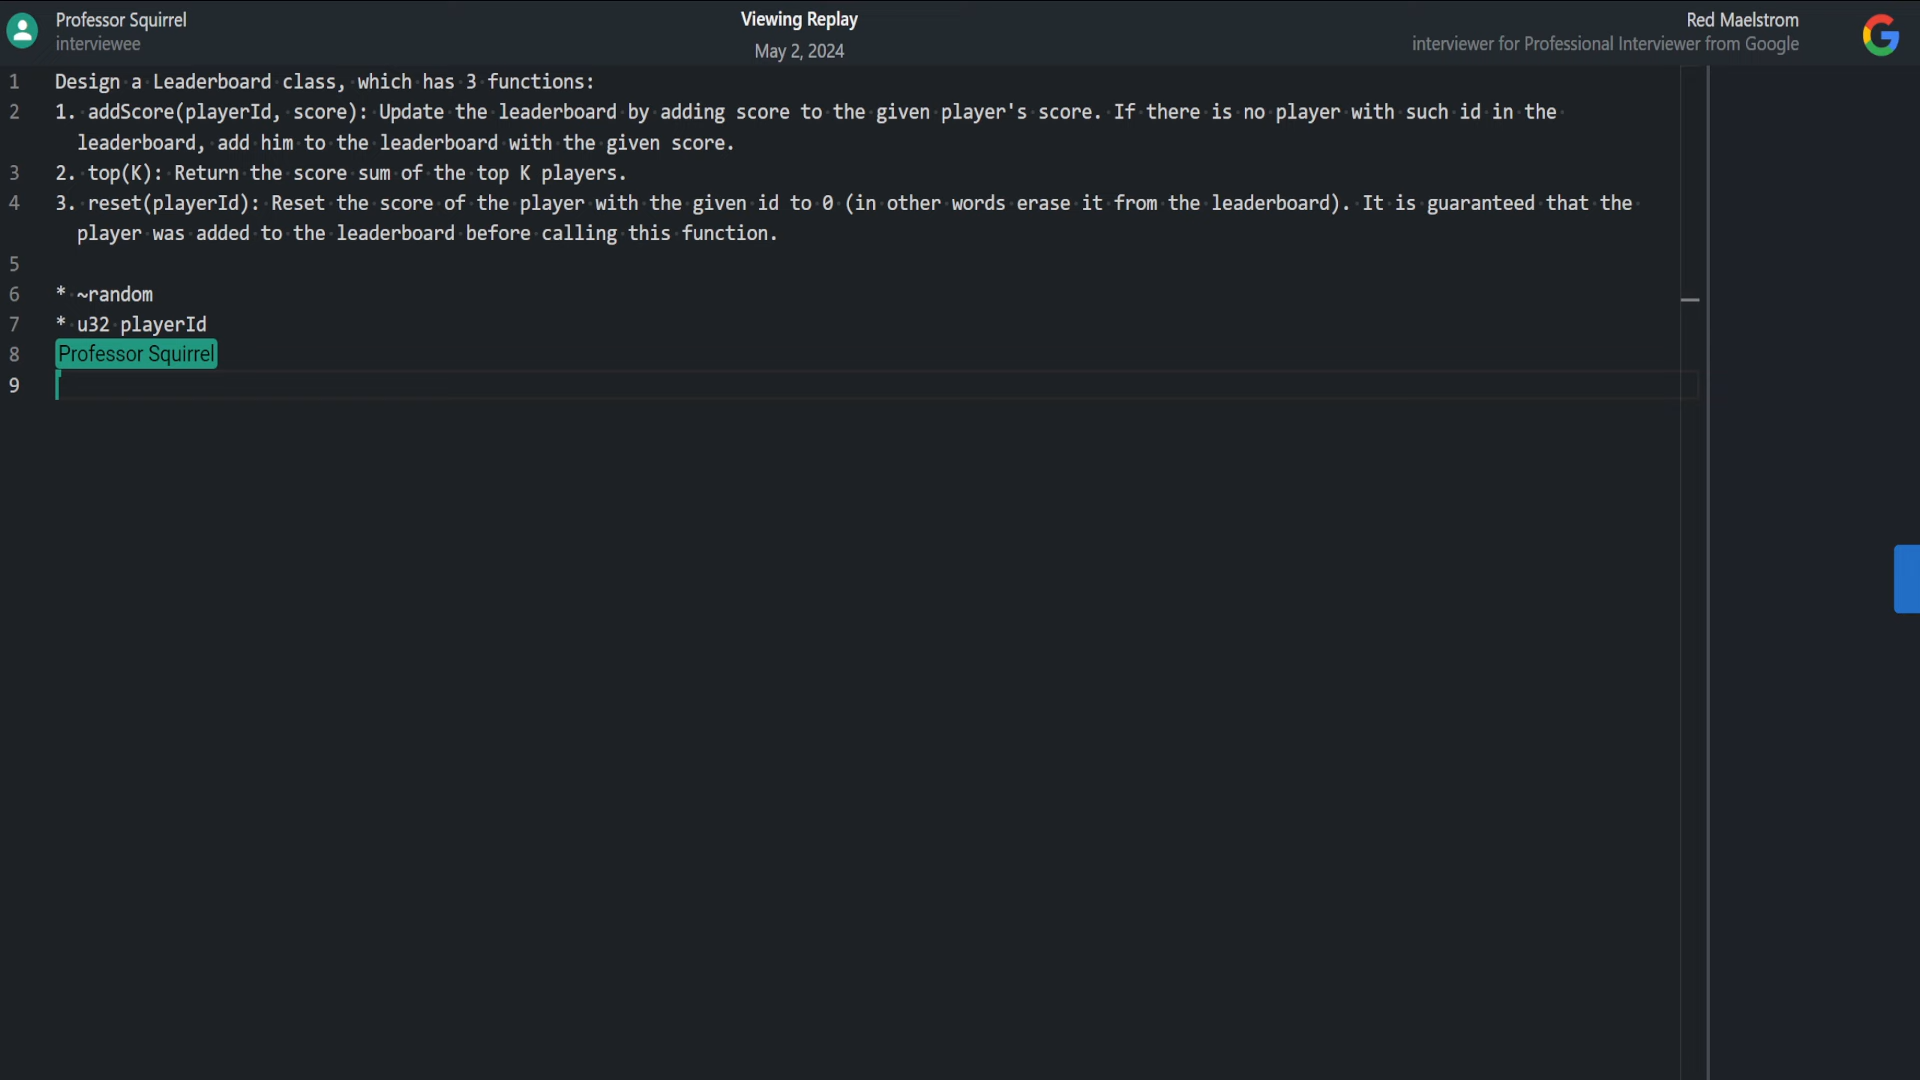 Professor Squirrel
interviewee
Viewing Replay
May 2, 2024
Red Maelstrom
interviewer for Professional Interviewer from Google
1 Design a Leaderboard class, which has 3 functions:
2 1. addScore(playerId, score): Update the leaderboard by adding score to the given player's score. If there is no player with such id in the
leaderboard, add him to the leaderboard with the given score.
3 2. top(K): Return the score sum of the top K players.
4 3. reset(playerId): Reset the score of the player with the given id to 0 (in other words erase it from the leaderboard). It is guaranteed that the
player was added to the leaderboard before calling this function.
5
6 * ~random
7 * u32 playerId
8 Professor Squirrel
9